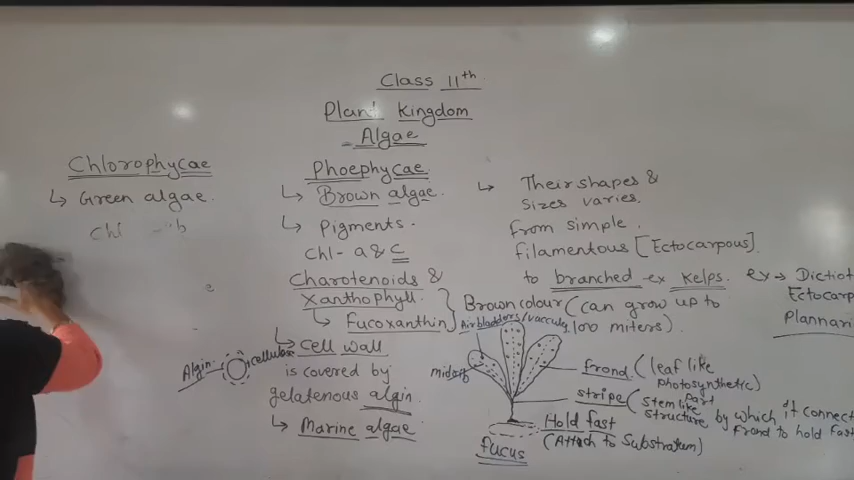 Class 11th
Plant Kingdom
Algae
Chlorophycae
↳ Green algae.
Chl b
Phoephycae
↳ Brown algae.
↳ Pigments.
Chl- a & c
Charotenoids &
Xanthophyll.
↳ Fucoxanthin
↳ Cell wall
is covered by
gelatenous algin.
↳ Marine algae
Algin
cellulose
↳ Their shapes &
Sizes varies.
From simple.
filamentous [Ectocarpous].
to branched ex Kelps.
Brown colour (can grow up to
100 miters).
ex → Dictiot
Ectocarp
Plannari
Airbladders/vaccule
midrib
frond (leaf like
photosynthetic)
part
stripe (stem like
structure by which it connect
frond to hold fast
Hold fast
(Attach to Substratum)
fucus